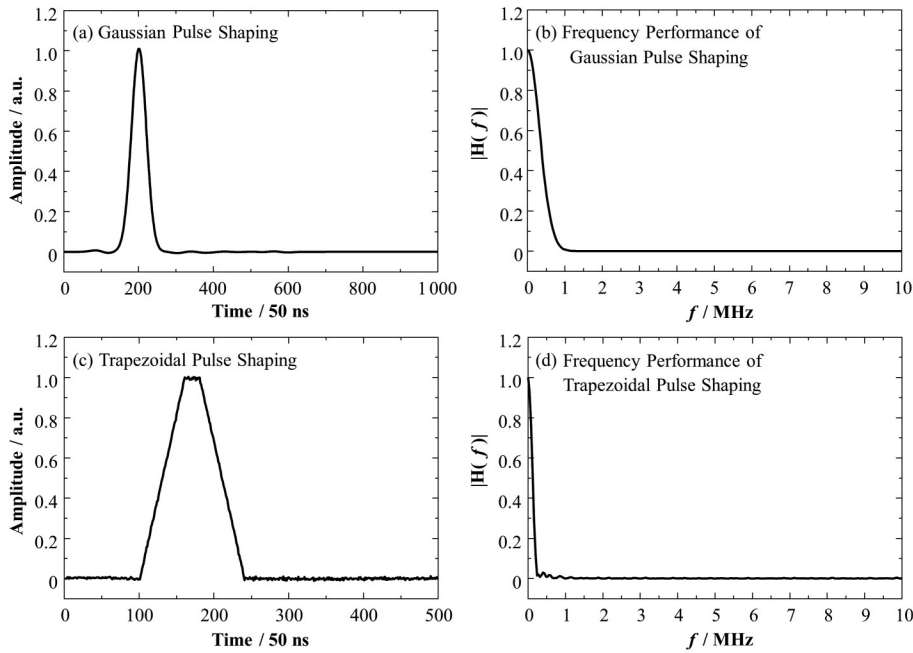 (a) Gaussian Pulse Shaping
Amplitude / a.u.
1.2
1.0
0.8
0.6
0.4
0.2
0
0 200 400 600 800 1 000
Time / 50 ns
(b) Frequency Performance of
Gaussian Pulse Shaping
|H( f )|
1.2
1.0
0.8
0.6
0.4
0.2
0
0 1 2 3 4 5 6 7 8 9 10
f / MHz
(c) Trapezoidal Pulse Shaping
Amplitude / a.u.
1.2
1.0
0.8
0.6
0.4
0.2
0
0 100 200 300 400 500
Time / 50 ns
(d) Frequency Performance of
Trapezoidal Pulse Shaping
|H( f )|
1.2
1.0
0.8
0.6
0.4
0.2
0
0 1 2 3 4 5 6 7 8 9 10
f / MHz